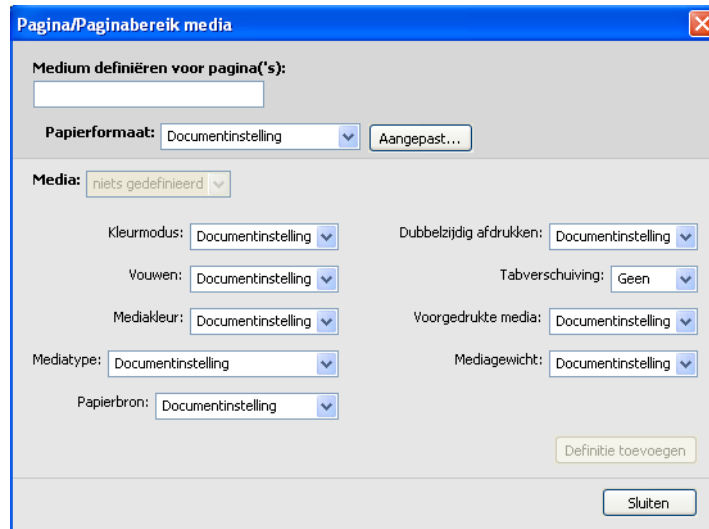 Pagina/Paginabereik media
Medium definiëren voor pagina('s):
Papierformaat: Documentinstelling Aangepast...
Media: niets gedefinieerd
Kleurmodus: Documentinstelling Dubbelzijdig afdrukken: Documentinstelling
Vouwen: Documentinstelling Tabverschuiving: Geen
Mediakleur: Documentinstelling Voorgedrukte media: Documentinstelling
Mediatype: Documentinstelling Mediagewicht: Documentinstelling
Papierbron: Documentinstelling
Definitie toevoegen
Sluiten